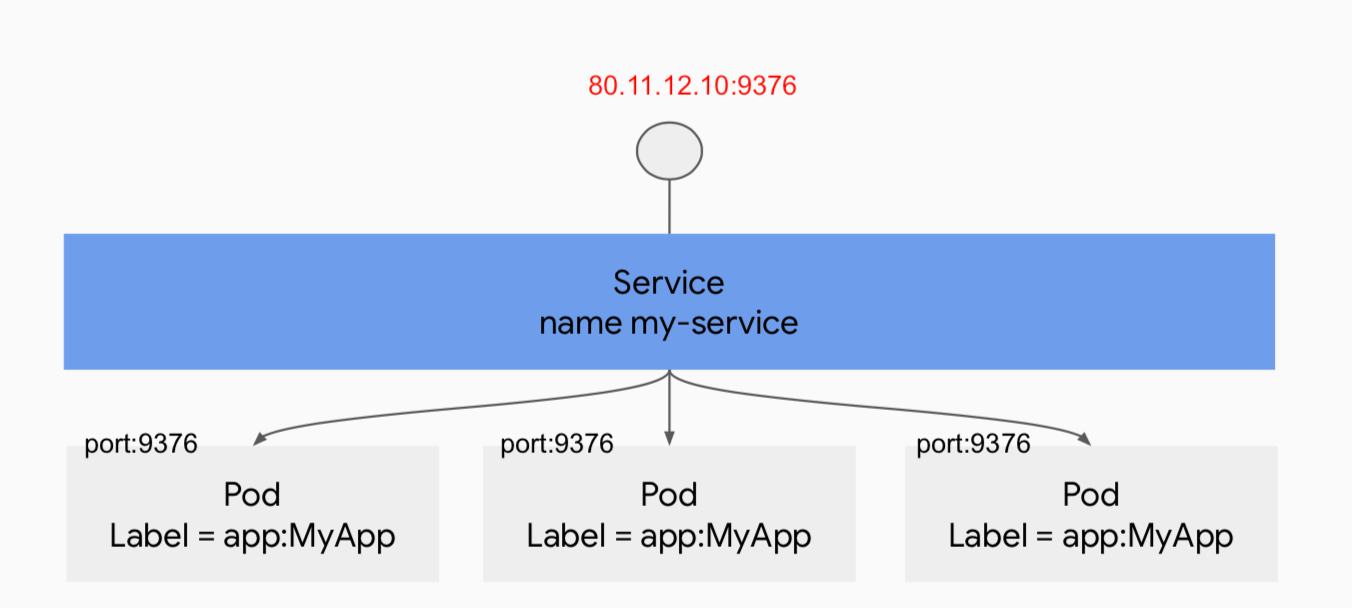 80.11.12.10:9376
Service
name my-service
port:9376
Pod
Label = app:MyApp
port:9376
Pod
Label = app:MyApp
port:9376
Pod
Label = app:MyApp